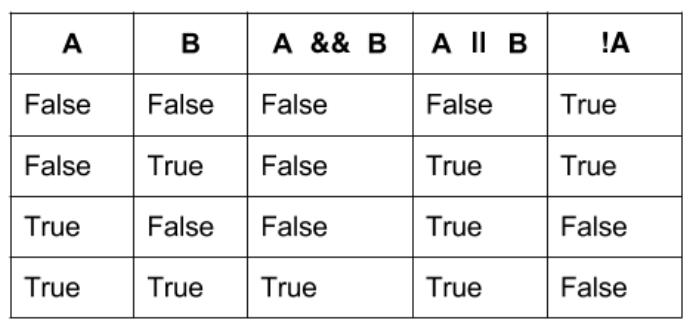 A B A && B A || B !A
False False False False True
False True False True True
True False False True False
True True True True False